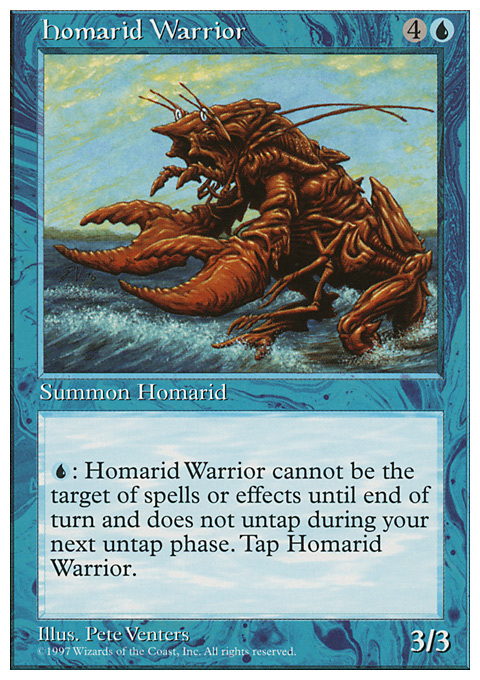 Homarid Warrior 4
Summon Homarid
: Homarid Warrior cannot be the
target of spells or effects until end of
turn and does not untap during your
next untap phase. Tap Homarid
Warrior.
Illus. Pete Venters
©1997 Wizards of the Coast, Inc. All rights reserved.
3/3